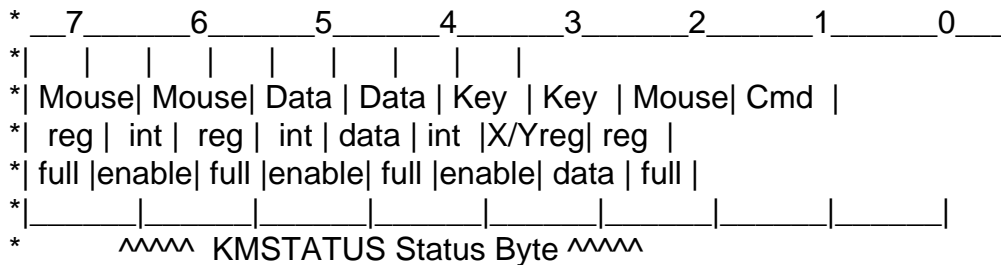 * __7______6______5______4______3______2______1______0___
*|      |      |      |      |      |      |      |      |
*| Mouse| Mouse| Data | Data | Key  | Key  | Mouse| Cmd  |
*|  reg |  int |  reg |  int | data | int  |X/Yreg| reg  |
*| full |enable| full |enable| full |enable| data | full |
*|______|______|______|______|______|______|______|______|
*           ^^^^^  KMSTATUS Status Byte ^^^^^